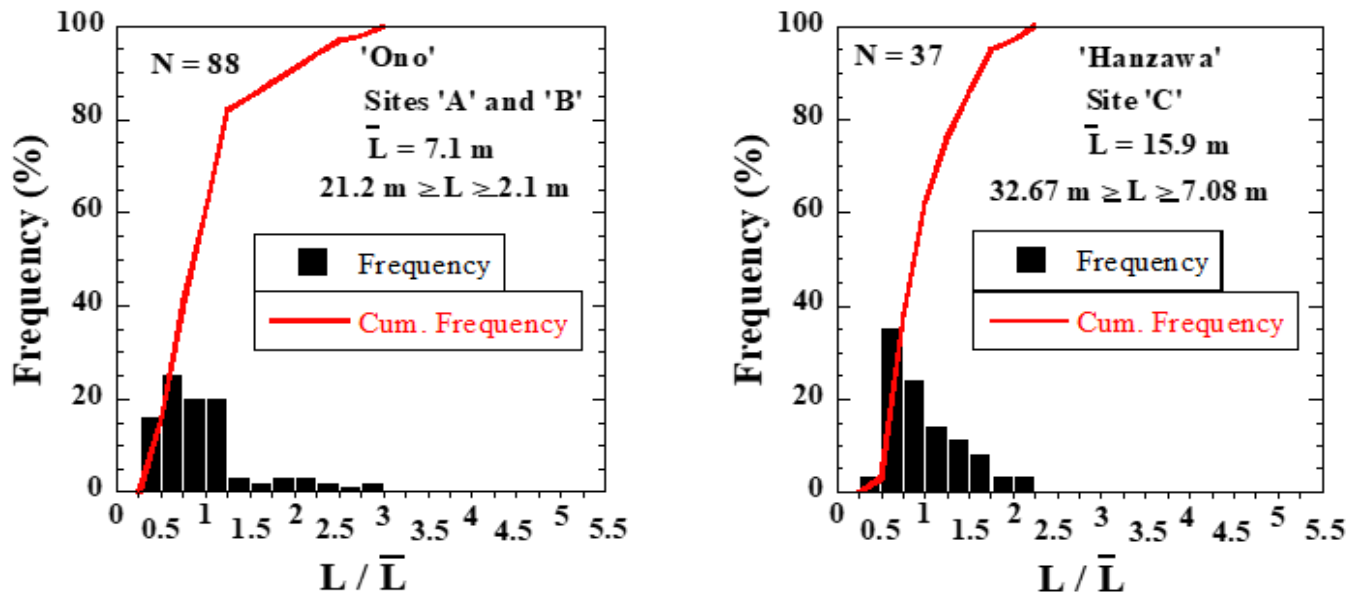 100
80
60
40
20
0
Frequency (%)
N = 88
'Ono'
Sites 'A' and 'B'
L̅ = 7.1 m
21.2 m ≥ L ≥2.1 m
Frequency
Cum. Frequency
0 0.5 1 1.5 2 2.5 3 3.5 4 4.5 5 5.5
L / L̅
100
80
60
40
20
0
Frequency (%)
N = 37
'Hanzawa'
Site 'C'
L̅ = 15.9 m
32.67 m ≥ L ≥7.08 m
Frequency
Cum. Frequency
0 0.5 1 1.5 2 2.5 3 3.5 4 4.5 5 5.5
L / L̅